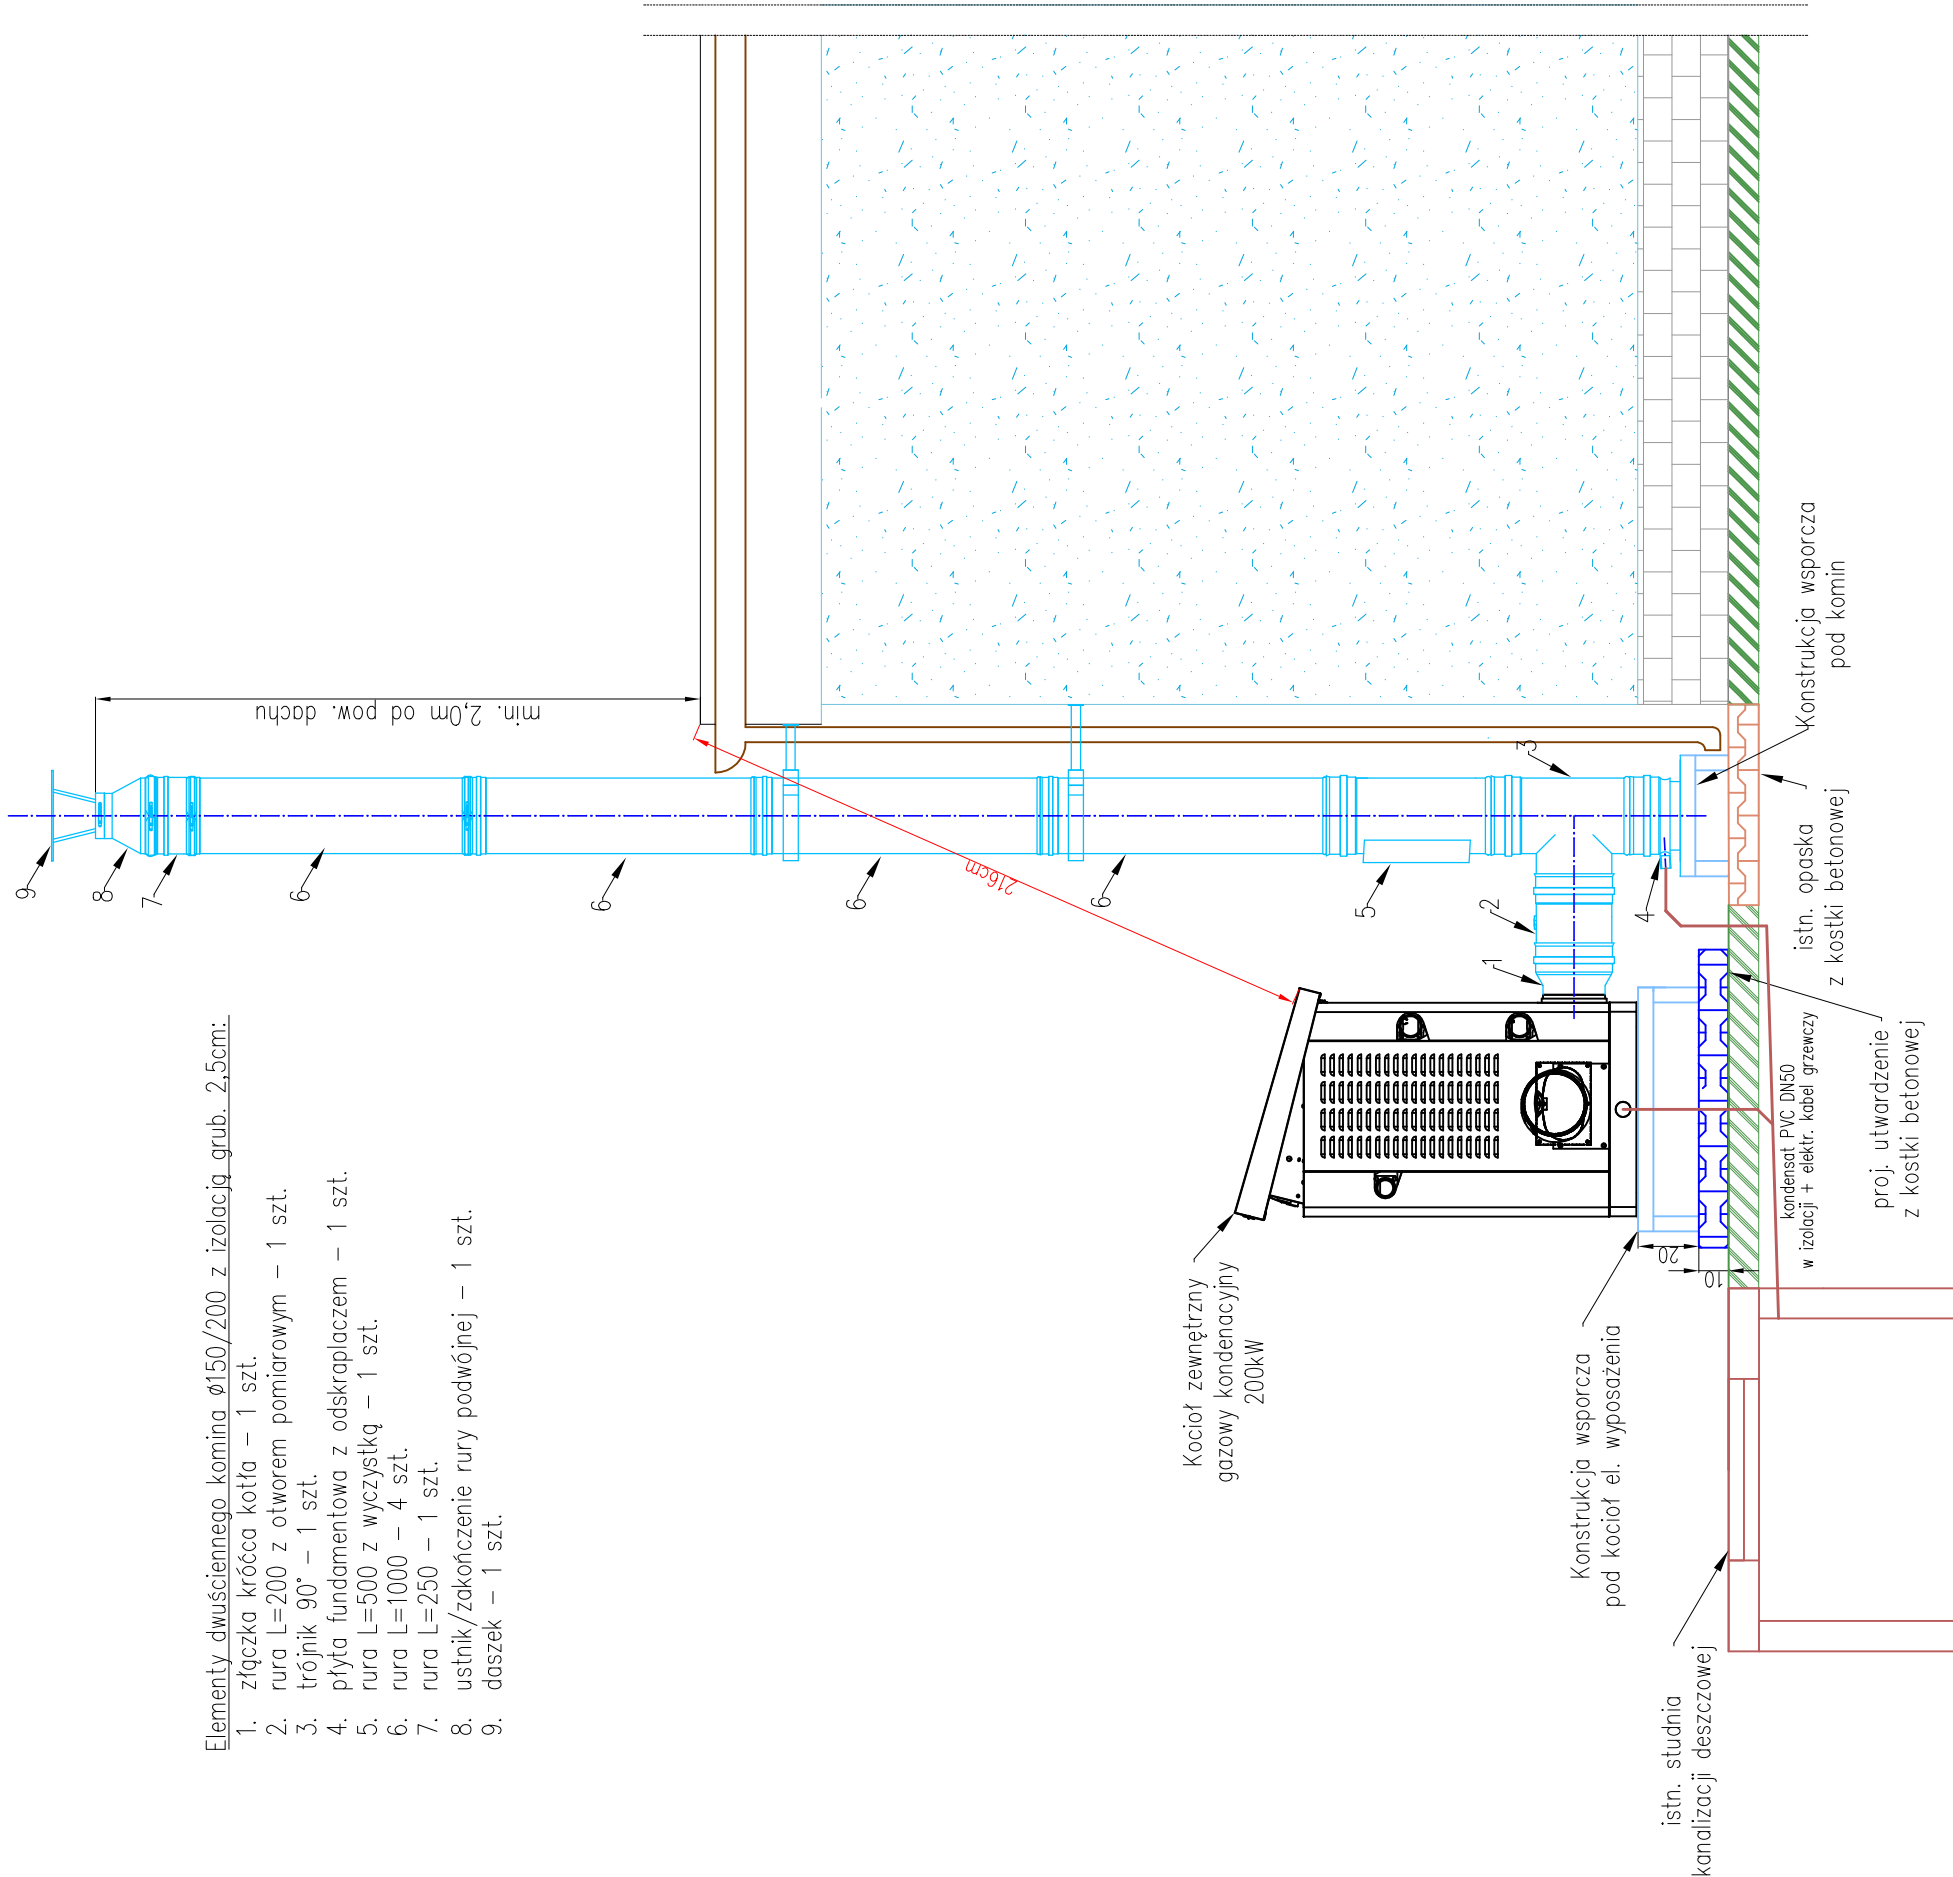 Elementy dwuściennego komina ø150/200 z izolacją grub. 2,5cm:
1. złączka króćca kotła – 1 szt.
2. rura L=200 z otworem pomiarowym – 1 szt.
3. trójnik 90° – 1 szt.
4. płyta fundamentowa z odskraplaczem – 1 szt.
5. rura L=500 z wyczystką – 1 szt.
6. rura L=1000 – 4 szt.
7. rura L=250 – 1 szt.
8. ustnik/zakończenie rury podwójnej – 1 szt.
9. daszek – 1 szt.
9
8
7
6
6
6
6
5
2
1
4
3
min. 2,0m od pow. dachu
216cm
Kocioł zewnętrzny
gazowy kondenacyjny
200kW
Konstrukcja wsporcza
pod kocioł el. wyposażenia
istn. studnia
kanalizacji deszczowej
20
10
kondensat PVC DN50
w izolacji + elektr. kabel grzewczy
proj. utwardzenie
z kostki betonowej
istn. opaska
z kostki betonowej
Konstrukcja wsporcza
pod komin